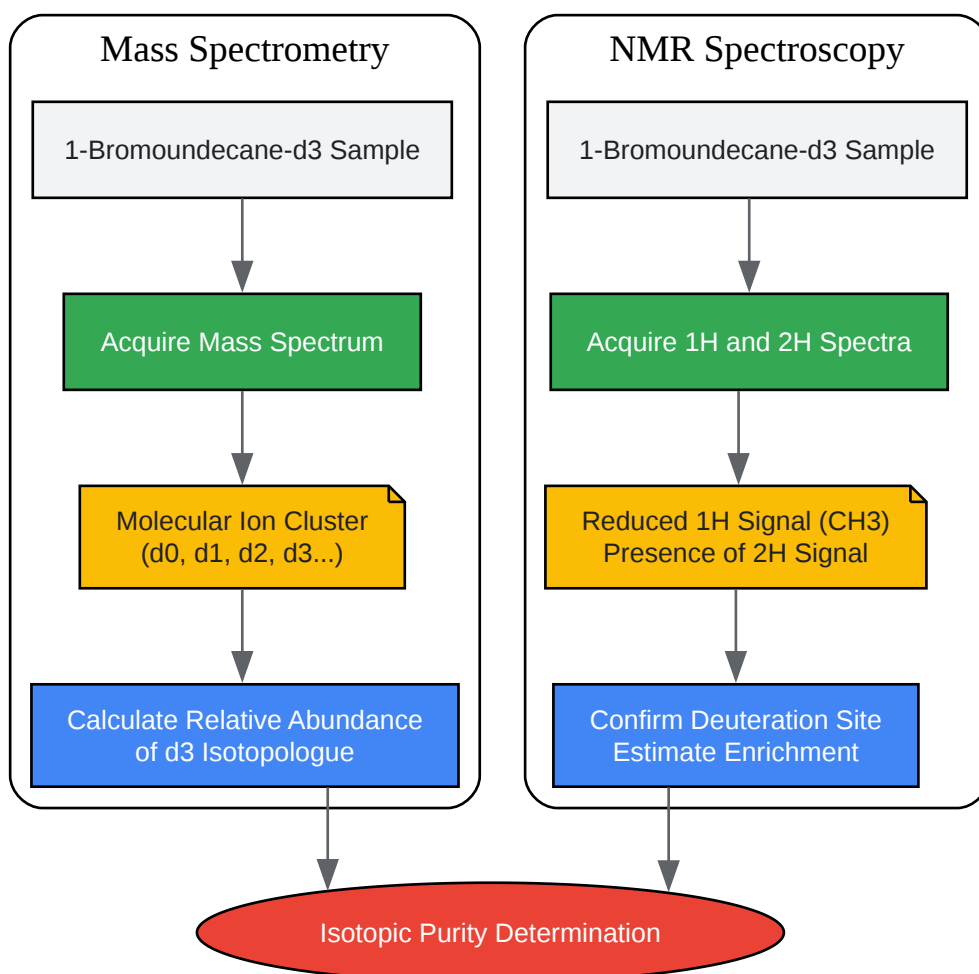 Mass Spectrometry
1-Bromoundecane-d3 Sample
Acquire Mass Spectrum
Molecular Ion Cluster
(d0, d1, d2, d3...)
Calculate Relative Abundance
of d3 Isotopologue
NMR Spectroscopy
1-Bromoundecane-d3 Sample
Acquire 1H and 2H Spectra
Reduced 1H Signal (CH3)
Presence of 2H Signal
Confirm Deuteration Site
Estimate Enrichment
Isotopic Purity Determination